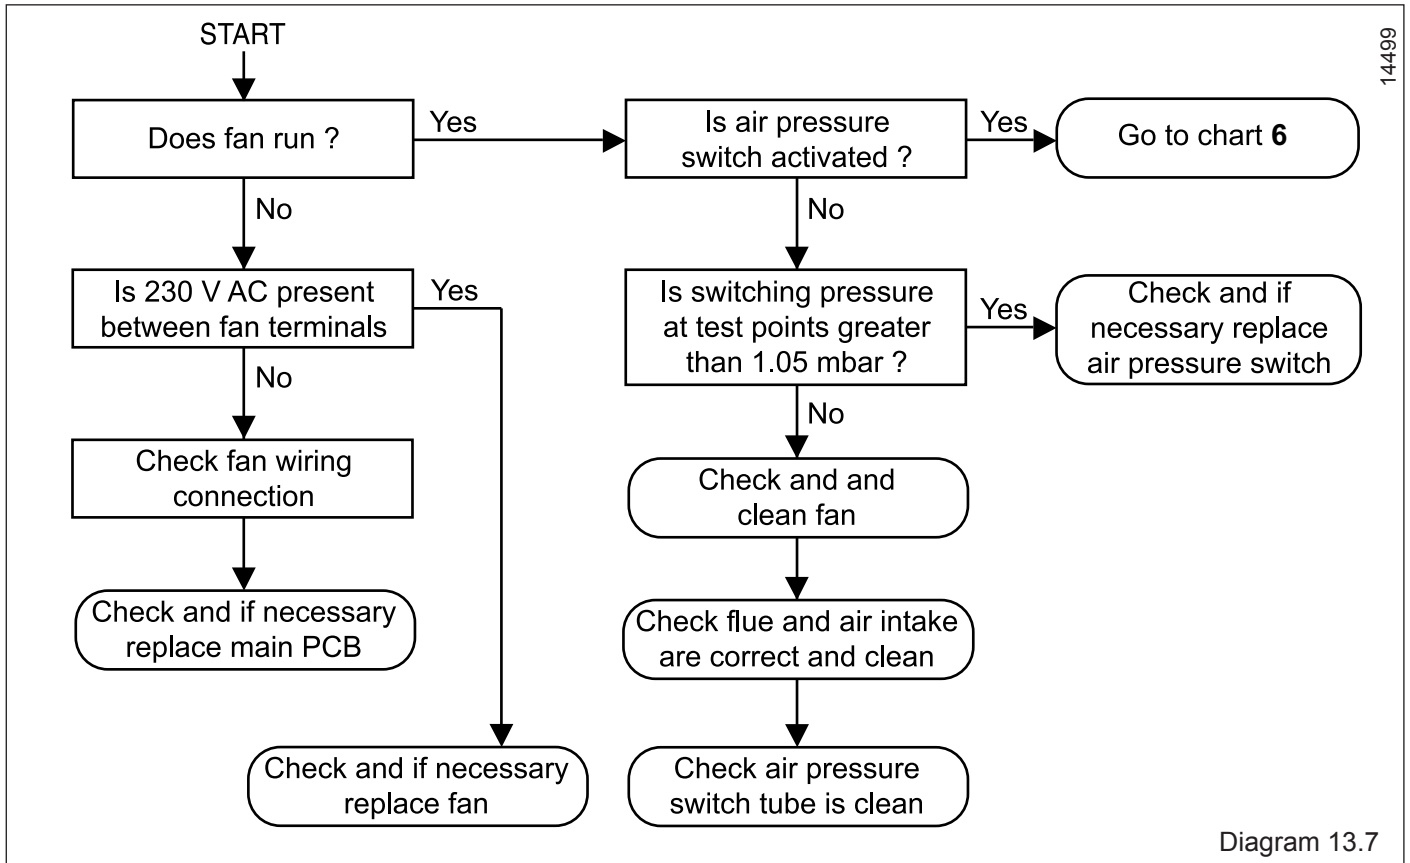 START
14499
Does fan run ?
Yes
Is air pressure
switch activated ?
Yes
Go to chart 6
No
No
Is 230 V AC present
between fan terminals
Yes
Is switching pressure
at test points greater
than 1.05 mbar ?
Yes
Check and if
necessary replace
air pressure switch
No
No
Check fan wiring
connection
Check and and
clean fan
Check and if necessary
replace main PCB
Check flue and air intake
are correct and clean
Check and if necessary
replace fan
Check air pressure
switch tube is clean
Diagram 13.7